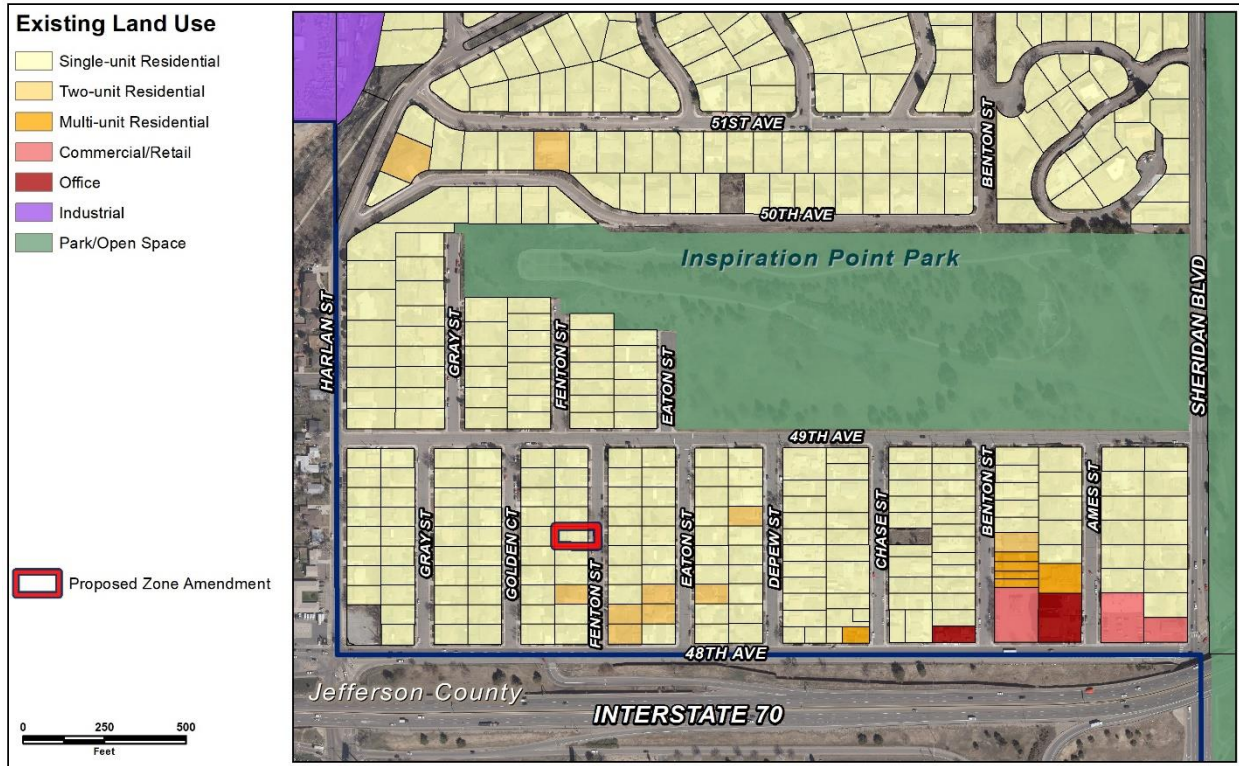 Existing Land Use
Single-unit Residential
Two-unit Residential
Multi-unit Residential
Commercial/Retail
Office
Industrial
Park/Open Space
Proposed Zone Amendment
0 250 500
Feet
51ST AVE
BENTON ST
50TH AVE
Inspiration Point Park
HARLAN ST
GRAY ST
FENTON ST
EATON ST
SHERIDAN BLVD
49TH AVE
GRAY ST
GOLDEN CT
FENTON ST
EATON ST
DEPEW ST
CHASE ST
BENTON ST
AMES ST
48TH AVE
Jefferson County
INTERSTATE 70